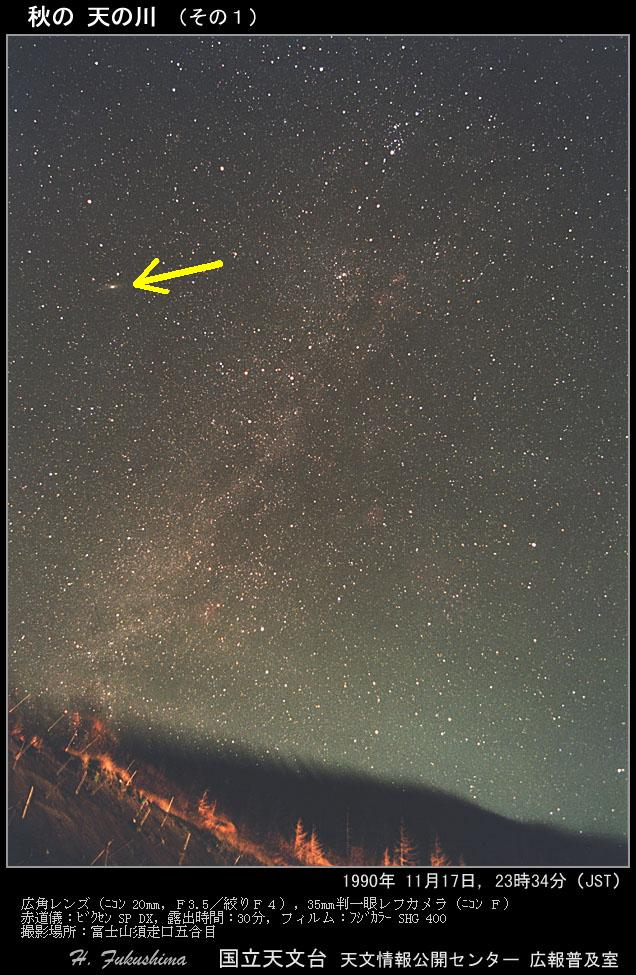 秋の 天の川 （その１）
1990年 11月17日, 23時34分 (JST)
広角レンズ (ﾆｺﾝ 20mm, Ｆ3.5／絞りＦ４), 35mm判一眼レフカメラ (ﾆｺﾝ Ｆ)
赤道儀：ﾋﾞｸｾﾝ SP DX, 露出時間：30分, フィルム：ﾌｼﾞｶﾗｰ SHG 400
撮影場所：富士山須走口五合目
H. Fukushima 国立天文台 天文情報公開センター 広報普及室